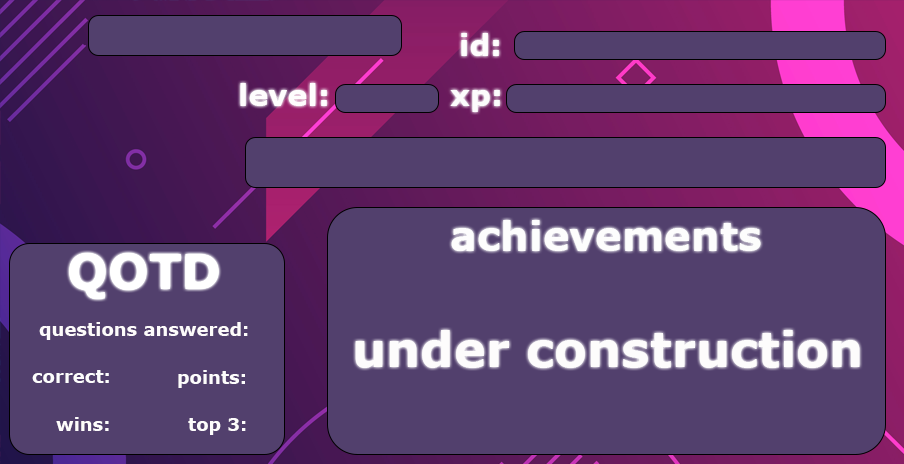 id:
level: xp:
achievements
under construction
QOTD
questions answered:
correct: points:
wins: top 3: